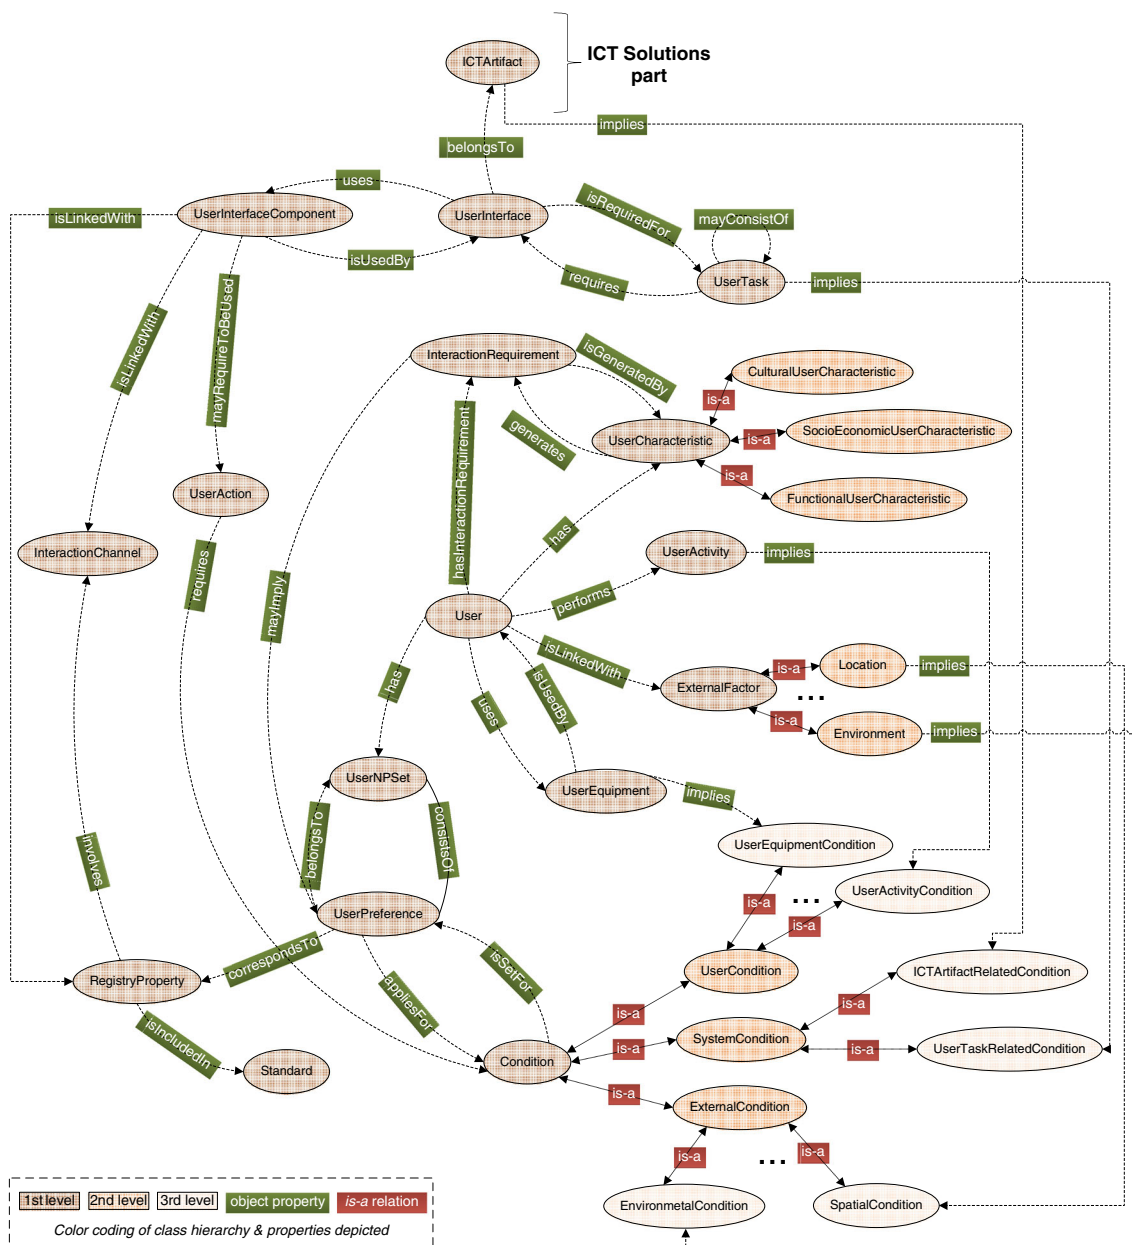 ICTArtifact
ICT Solutions
part
implies
belongsTo
uses
isRequiredFor
mayConsistOf
isLinkedWith
UserInterfaceComponent
UserInterface
isUsedBy
requires
UserTask
implies
isLinkedWith
mayRequireToBeUsed
InteractionRequirement
isGeneratedBy
CulturalUserCharacteristic
is-a
hasInteractionRequirement
generates
UserCharacteristic
is-a
SocioEconomicUserCharacteristic
is-a
FunctionalUserCharacteristic
UserAction
InteractionChannel
requires
has
UserActivity
implies
mayImply
User
performs
isLinkedWith
has
uses
isUsedBy
ExternalFactor
is-a
Location
implies
...
is-a
Environment
implies
UserNPSet
UserEquipment
implies
belongsTo
consistsOf
involves
UserEquipmentCondition
UserActivityCondition
is-a
...
is-a
UserPreference
correspondsTo
isSetFor
appliesFor
UserCondition
ICTArtifactRelatedCondition
RegistryProperty
is-a
is-a
isIncludedIn
SystemCondition
is-a
is-a
UserTaskRelatedCondition
Standard
Condition
is-a
ExternalCondition
is-a
...
is-a
EnvironmetalCondition
SpatialCondition
1st level
2nd level
3rd level
object property
is-a relation
Color coding of class hierarchy & properties depicted